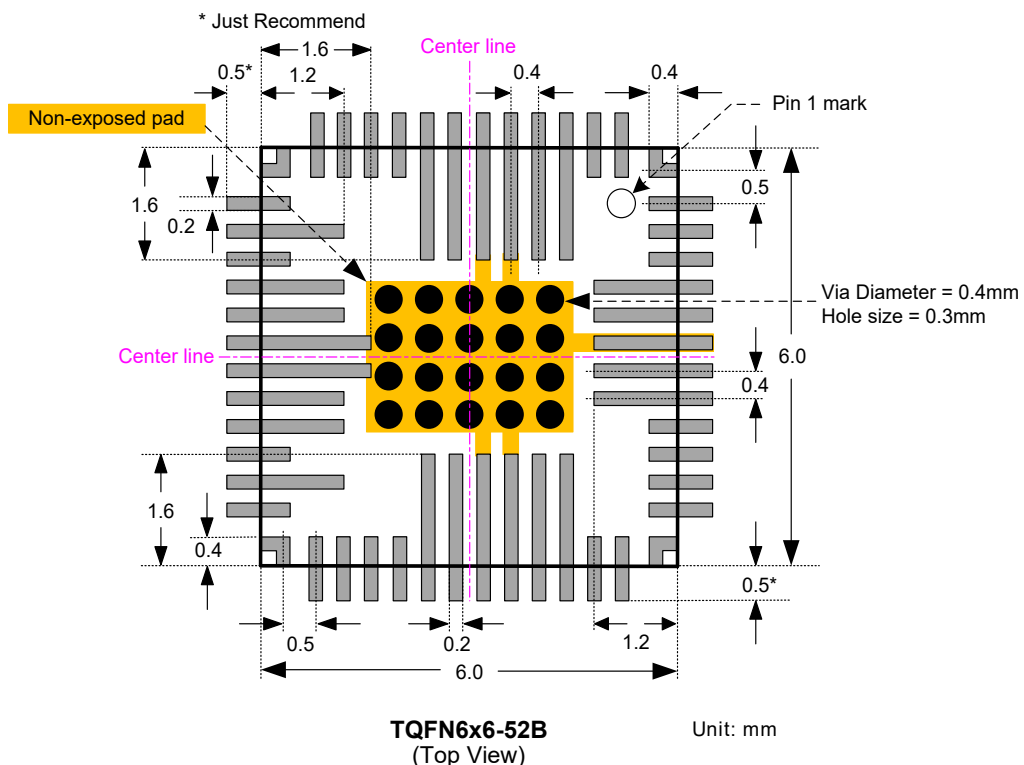 * Just Recommend
1.6
Center line
0.5*
1.2
0.4
0.4
Non-exposed pad
Pin 1 mark
1.6
0.2
0.5
Via Diameter = 0.4mm
Hole size = 0.3mm
Center line
6.0
0.4
1.6
0.4
0.5*
0.5
0.2
1.2
6.0
TQFN6x6-52B
(Top View)
Unit: mm